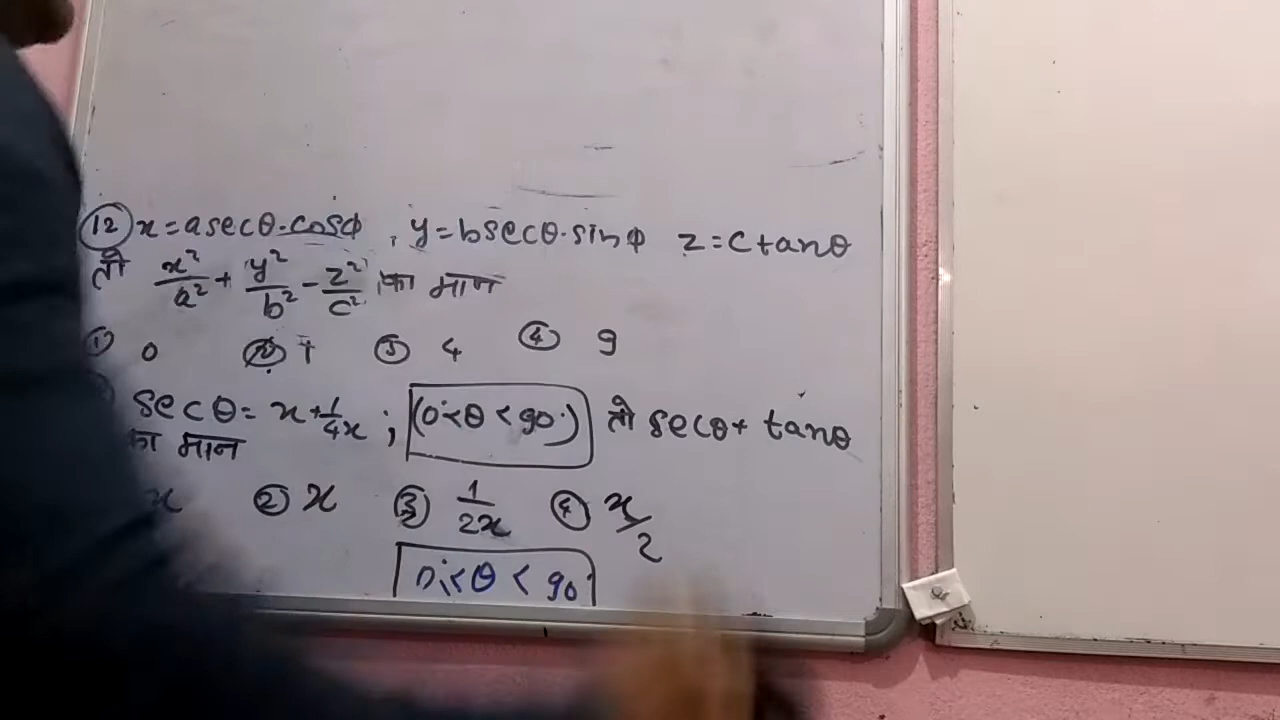 12 x = a secθ · cosφ , y = b secθ · sinφ z = c tanθ
तो x²/a² + y²/b² - z²/c² का मान
① 0 ② 1 ③ 4 ④ 9
secθ = x + 1/4x ; (0° < θ < 90°) तो secθ + tanθ
का मान
x ② x ③ 1/2x ④ x/2
0° < θ < 90°